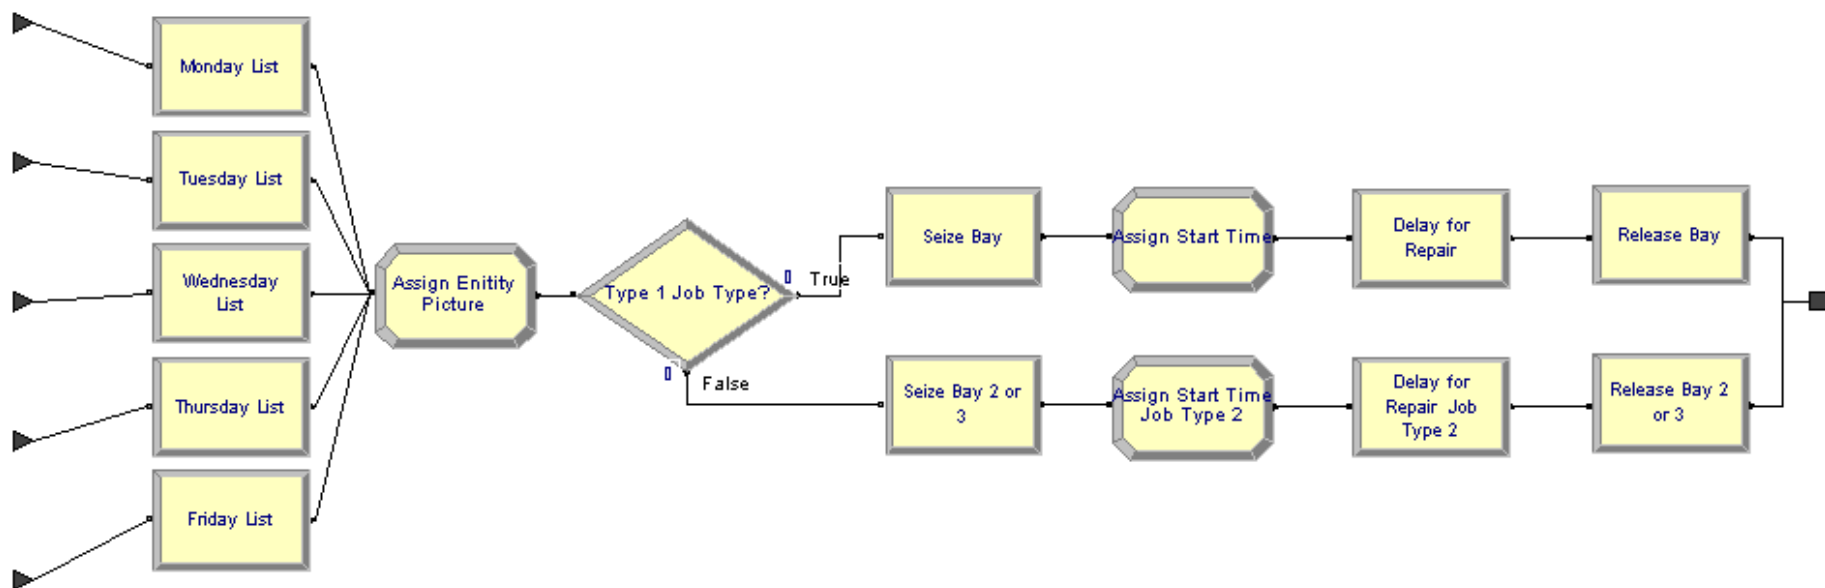 Monday List
Tuesday List
Wednesday
List
Thursday List
Friday List
Assign Enitity
Picture
Type 1 Job Type?
0
True
0
False
Seize Bay
Assign Start Time
Delay for
Repair
Release Bay
Seize Bay 2 or
3
Assign Start Time
Job Type 2
Delay for
Repair Job
Type 2
Release Bay 2
or 3